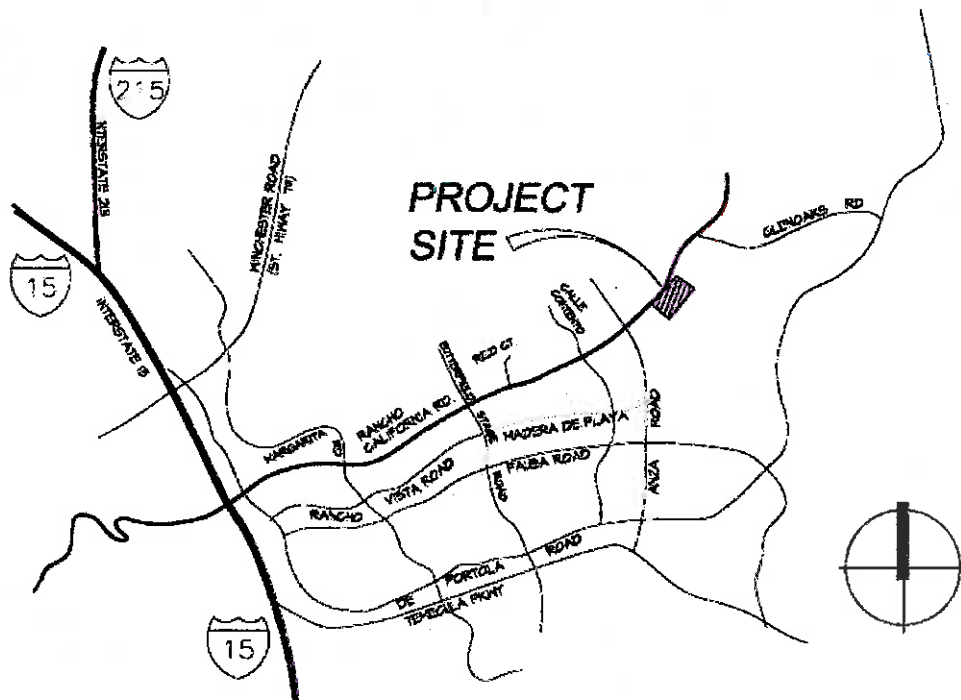 215
INTERSTATE 215
WINCHESTER ROAD
(ST. HIWAY 79)
PROJECT
SITE
GLENOAKS RD
15
INTERSTATE 15
CALLE
CONTENTO
RED CT.
BUTTERFIELD STAGE ROAD
RANCHO
CALIFORNIA RD.
MARGARITA RD
MADERA DE PLAYA
ANZA ROAD
RANCHO VISTA ROAD
PAUBA ROAD
DE PORTOLA ROAD
TEMECULA PKWY
15